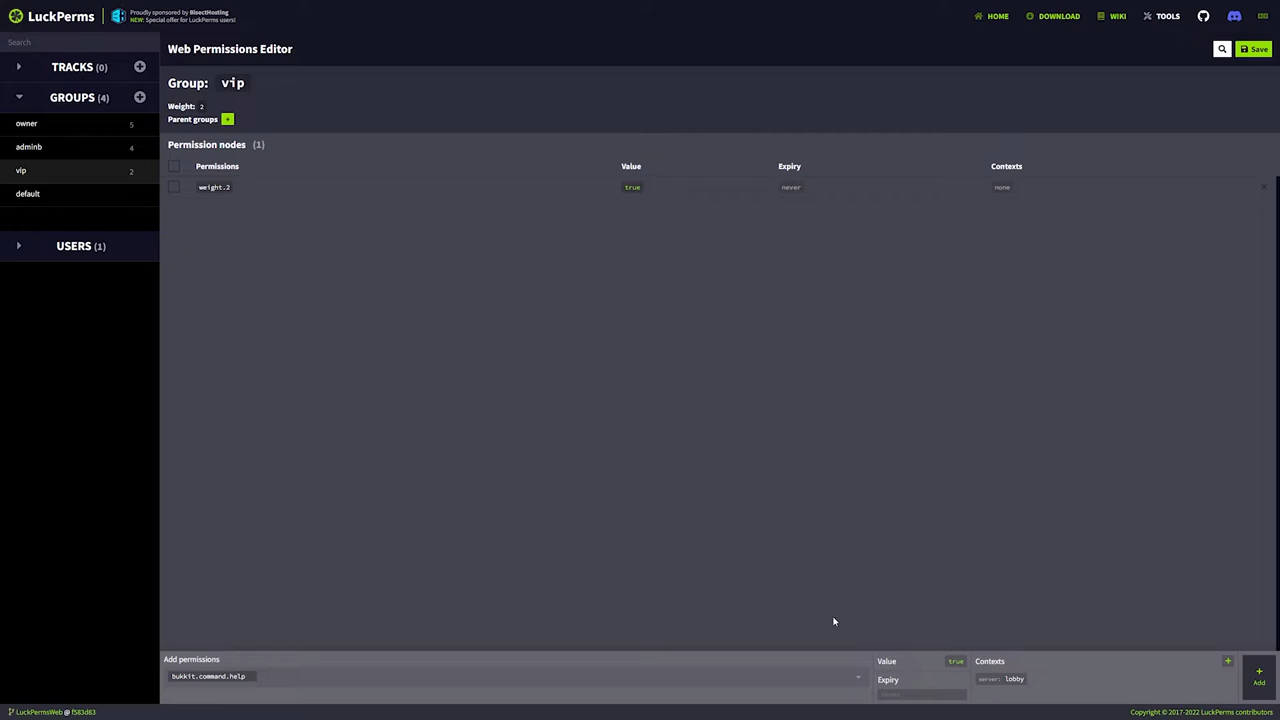 LuckPerms
Proudly sponsored by BisectHosting
NEW: Special offer for LuckPerms users!
HOME
DOWNLOAD
WIKI
TOOLS
Search
Web Permissions Editor
Save
TRACKS (0)
GROUPS (4)
owner 5
adminb 4
vip 2
default
USERS (1)
Group: vip
Weight: 2
Parent groups +
Permission nodes (1)
Permissions Value Expiry Contexts
weight.2 true never none
Add permissions
bukkit.command.help
Value true
Expiry
Contexts +
server: lobby
+
Add
LuckPermsWeb @ f583d83
Copyright © 2017-2022 LuckPerms contributors